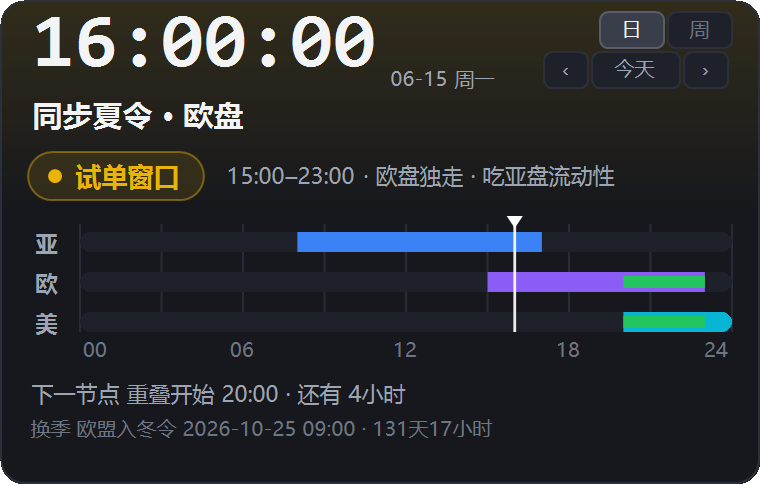 16:00:00
06-15 周一
日 周
‹ 今天 ›
同步夏令 · 欧盘
试单窗口
15:00–23:00 · 欧盘独走 · 吃亚盘流动性
亚
欧
美
00 06 12 18 24
下一节点 重叠开始 20:00 · 还有 4小时
换季 欧盟入冬令 2026-10-25 09:00 · 131天17小时